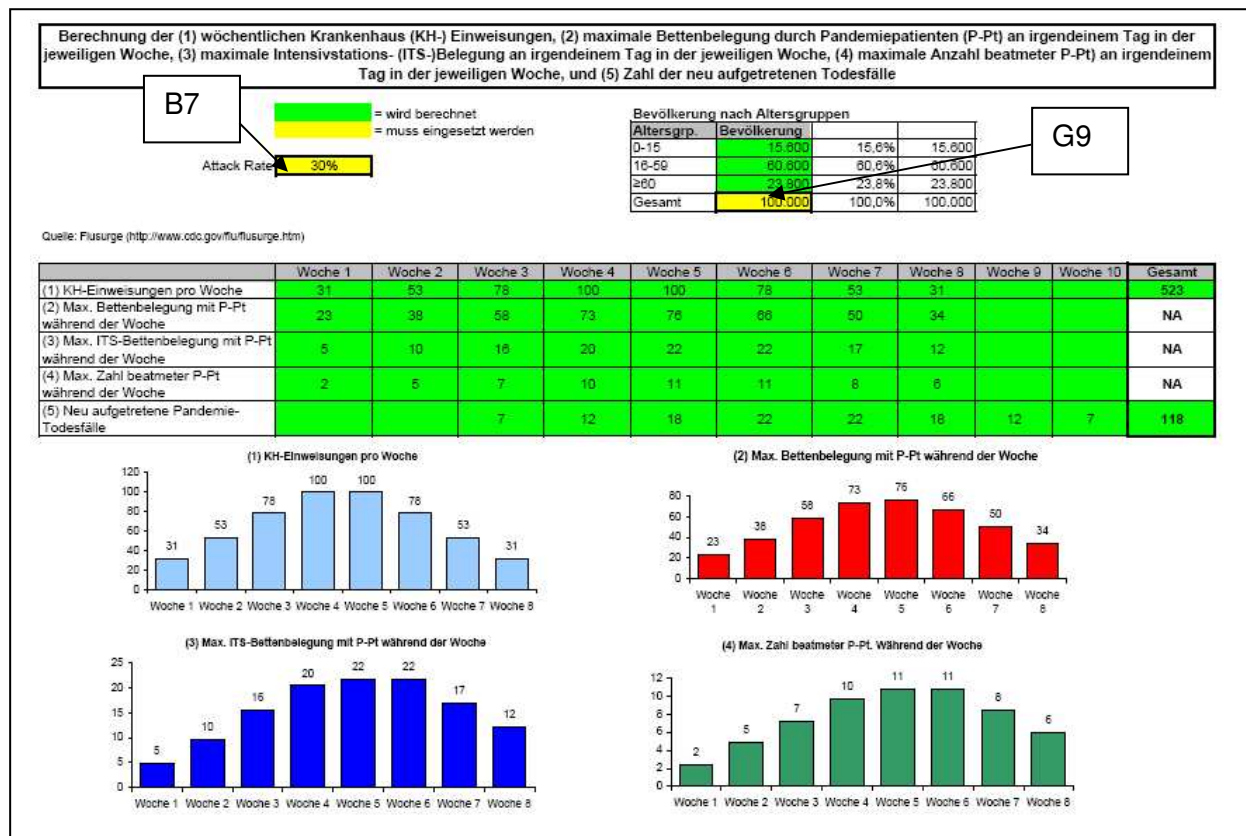 Berechnung der (1) wöchentlichen Krankenhaus (KH-) Einweisungen, (2) maximale Bettenbelegung durch Pandemiepatienten (P-Pt) an irgendeinem Tag in der
jeweiligen Woche, (3) maximale Intensivstations- (ITS-)Belegung an irgendeinem Tag in der jeweiligen Woche, (4) maximale Anzahl beatmeter P-Pt) an irgendeinem
Tag in der jeweiligen Woche, und (5) Zahl der neu aufgetretenen Todesfälle
B7
= wird berechnet
= muss eingesetzt werden
Attack Rate 30%
Bevölkerung nach Altersgruppen
Altersgrp. Bevölkerung
0-15 15.600 15,6% 15.600
16-59 60.600 60,6% 60.600
≥60 23.800 23,8% 23.800
Gesamt 100.000 100,0% 100.000
G9
Quelle: Flusurge (http://www.cdc.gov/flu/flusurge.htm)
Woche 1 Woche 2 Woche 3 Woche 4 Woche 5 Woche 6 Woche 7 Woche 8 Woche 9 Woche 10 Gesamt
(1) KH-Einweisungen pro Woche 31 53 78 100 100 78 53 31 523
(2) Max. Bettenbelegung mit P-Pt
während der Woche 23 38 58 73 76 66 50 34 NA
(3) Max. ITS-Bettenbelegung mit P-Pt
während der Woche 5 10 16 20 22 22 17 12 NA
(4) Max. Zahl beatmeter P-Pt
während der Woche 2 5 7 10 11 11 8 6 NA
(5) Neu aufgetretene Pandemie-
Todesfälle 7 12 18 22 22 18 12 7 118
(1) KH-Einweisungen pro Woche
120
100
80
60
40
20
0
31 53 78 100 100 78 53 31
Woche 1 Woche 2 Woche 3 Woche 4 Woche 5 Woche 6 Woche 7 Woche 8
(2) Max. Bettenbelegung mit P-Pt während der Woche
80
60
40
20
0
23 38 58 73 76 66 50 34
Woche Woche Woche Woche Woche Woche Woche Woche
1 2 3 4 5 6 7 8
(3) Max. ITS-Bettenbelegung mit P-Pt während der Woche
25
20
15
10
5
0
5 10 16 20 22 22 17 12
Woche 1 Woche 2 Woche 3 Woche 4 Woche 5 Woche 6 Woche 7 Woche 8
(4) Max. Zahl beatmeter P-Pt. Während der Woche
12
10
8
6
4
2
0
2 5 7 10 11 11 8 6
Woche 1 Woche 2 Woche 3 Woche 4 Woche 5 Woche 6 Woche 7 Woche 8